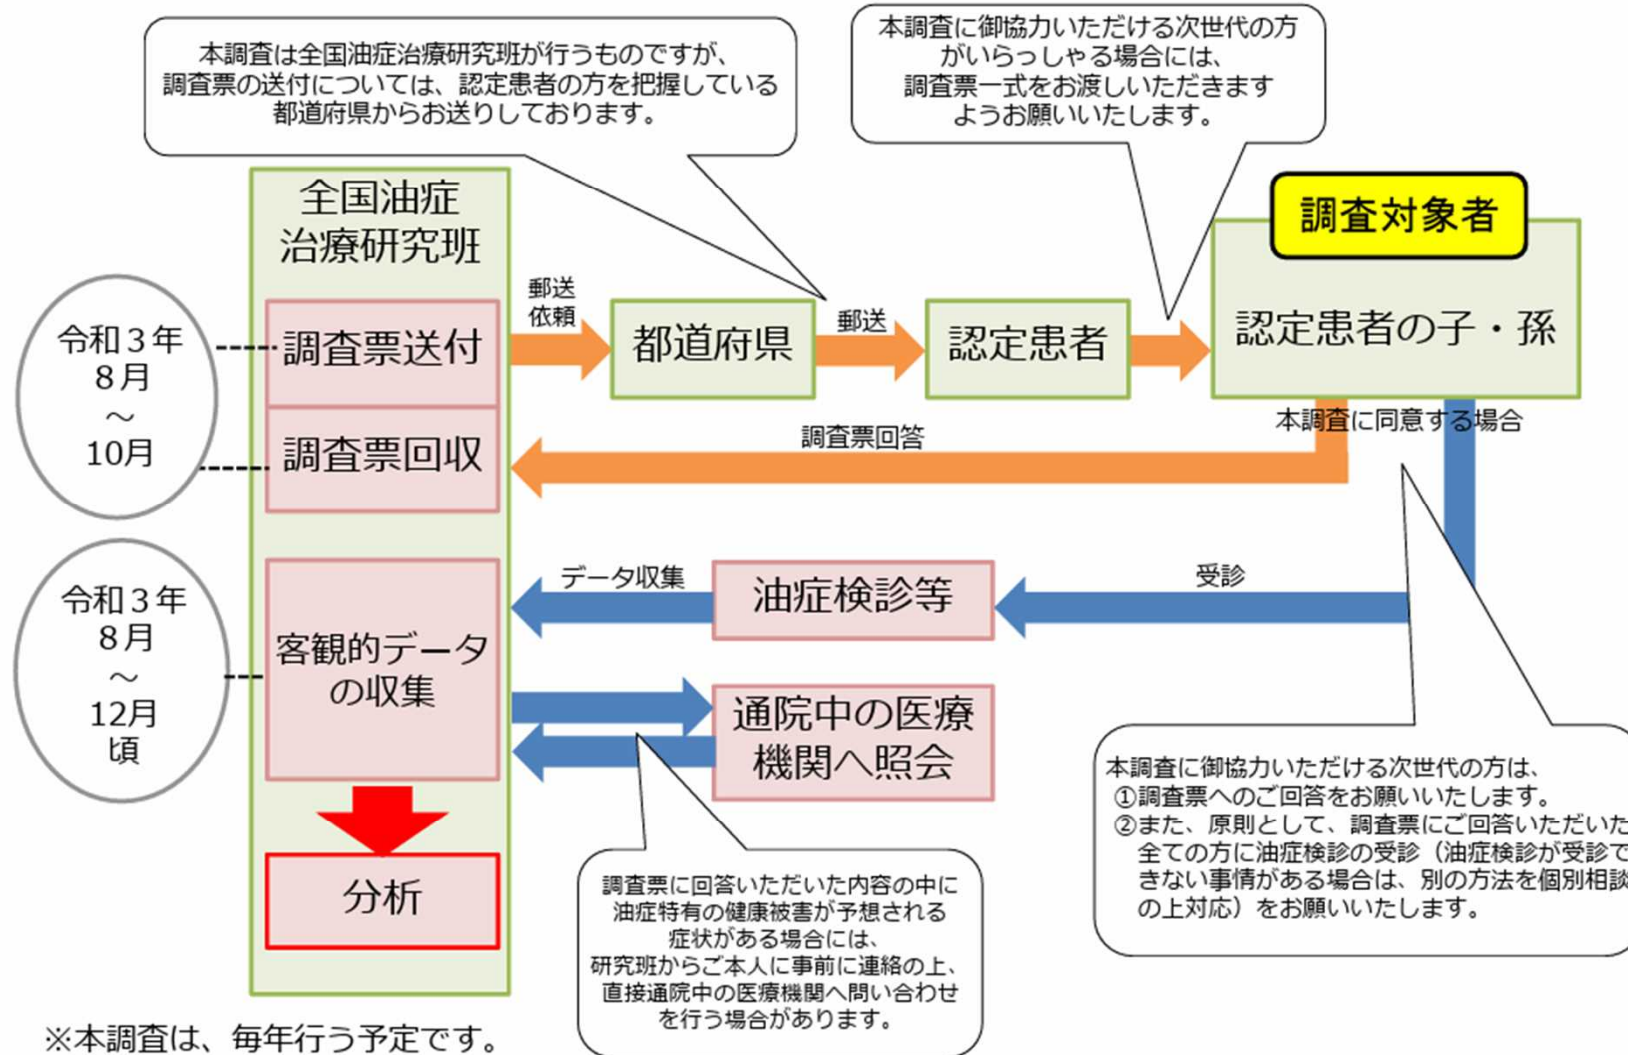 本調査は全国油症治療研究班が行うものですが、
調査票の送付については、認定患者の方を把握している
都道府県からお送りしております。
本調査に御協力いただける次世代の方
がいらっしゃる場合には、
調査票一式をお渡しいただきます
ようお願いいたします。
全国油症
治療研究班
調査対象者
令和３年
８月
～
10月
調査票送付
郵送
依頼
都道府県
郵送
認定患者
認定患者の子・孫
本調査に同意する場合
調査票回収
調査票回答
令和３年
８月
～
12月
頃
客観的データ
の収集
データ収集
油症検診等
受診
通院中の医療
機関へ照会
分析
調査票に回答いただいた内容の中に
油症特有の健康被害が予想される
症状がある場合には、
研究班からご本人に事前に連絡の上、
直接通院中の医療機関へ問い合わせ
を行う場合があります。
本調査に御協力いただける次世代の方は、
①調査票へのご回答をお願いいたします。
②また、原則として、調査票にご回答いただいた
全ての方に油症検診の受診（油症検診が受診で
きない事情がある場合は、別の方法を個別相談
の上対応）をお願いいたします。
※本調査は、毎年行う予定です。